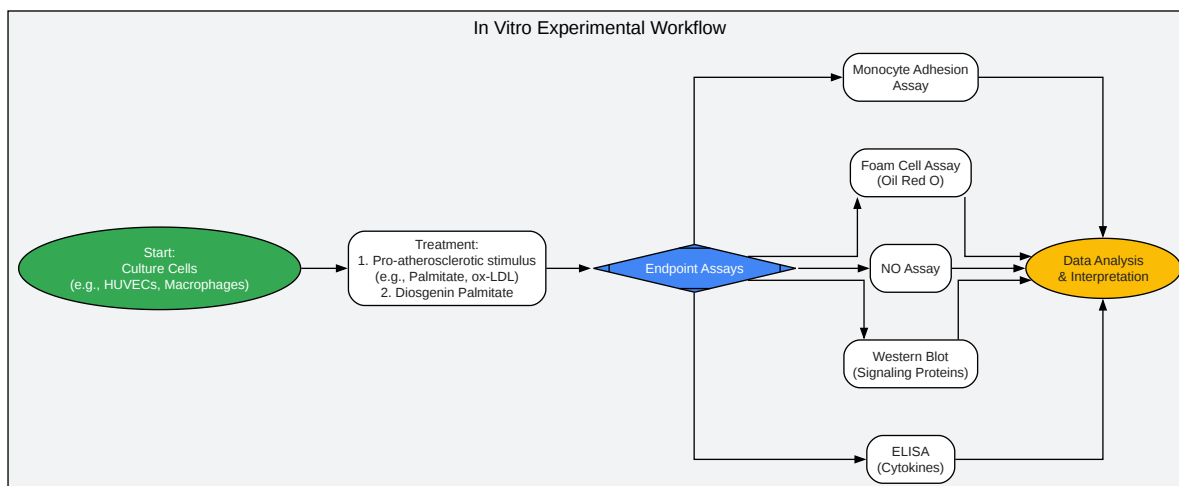 In Vitro Experimental Workflow
Start:
Culture Cells
(e.g., HUVECs, Macrophages)
Treatment:
1. Pro-atherosclerotic stimulus
(e.g., Palmitate, ox-LDL)
2. Diosgenin Palmitate
Endpoint Assays
Monocyte Adhesion
Assay
Foam Cell Assay
(Oil Red O)
NO Assay
Western Blot
(Signaling Proteins)
ELISA
(Cytokines)
Data Analysis
& Interpretation